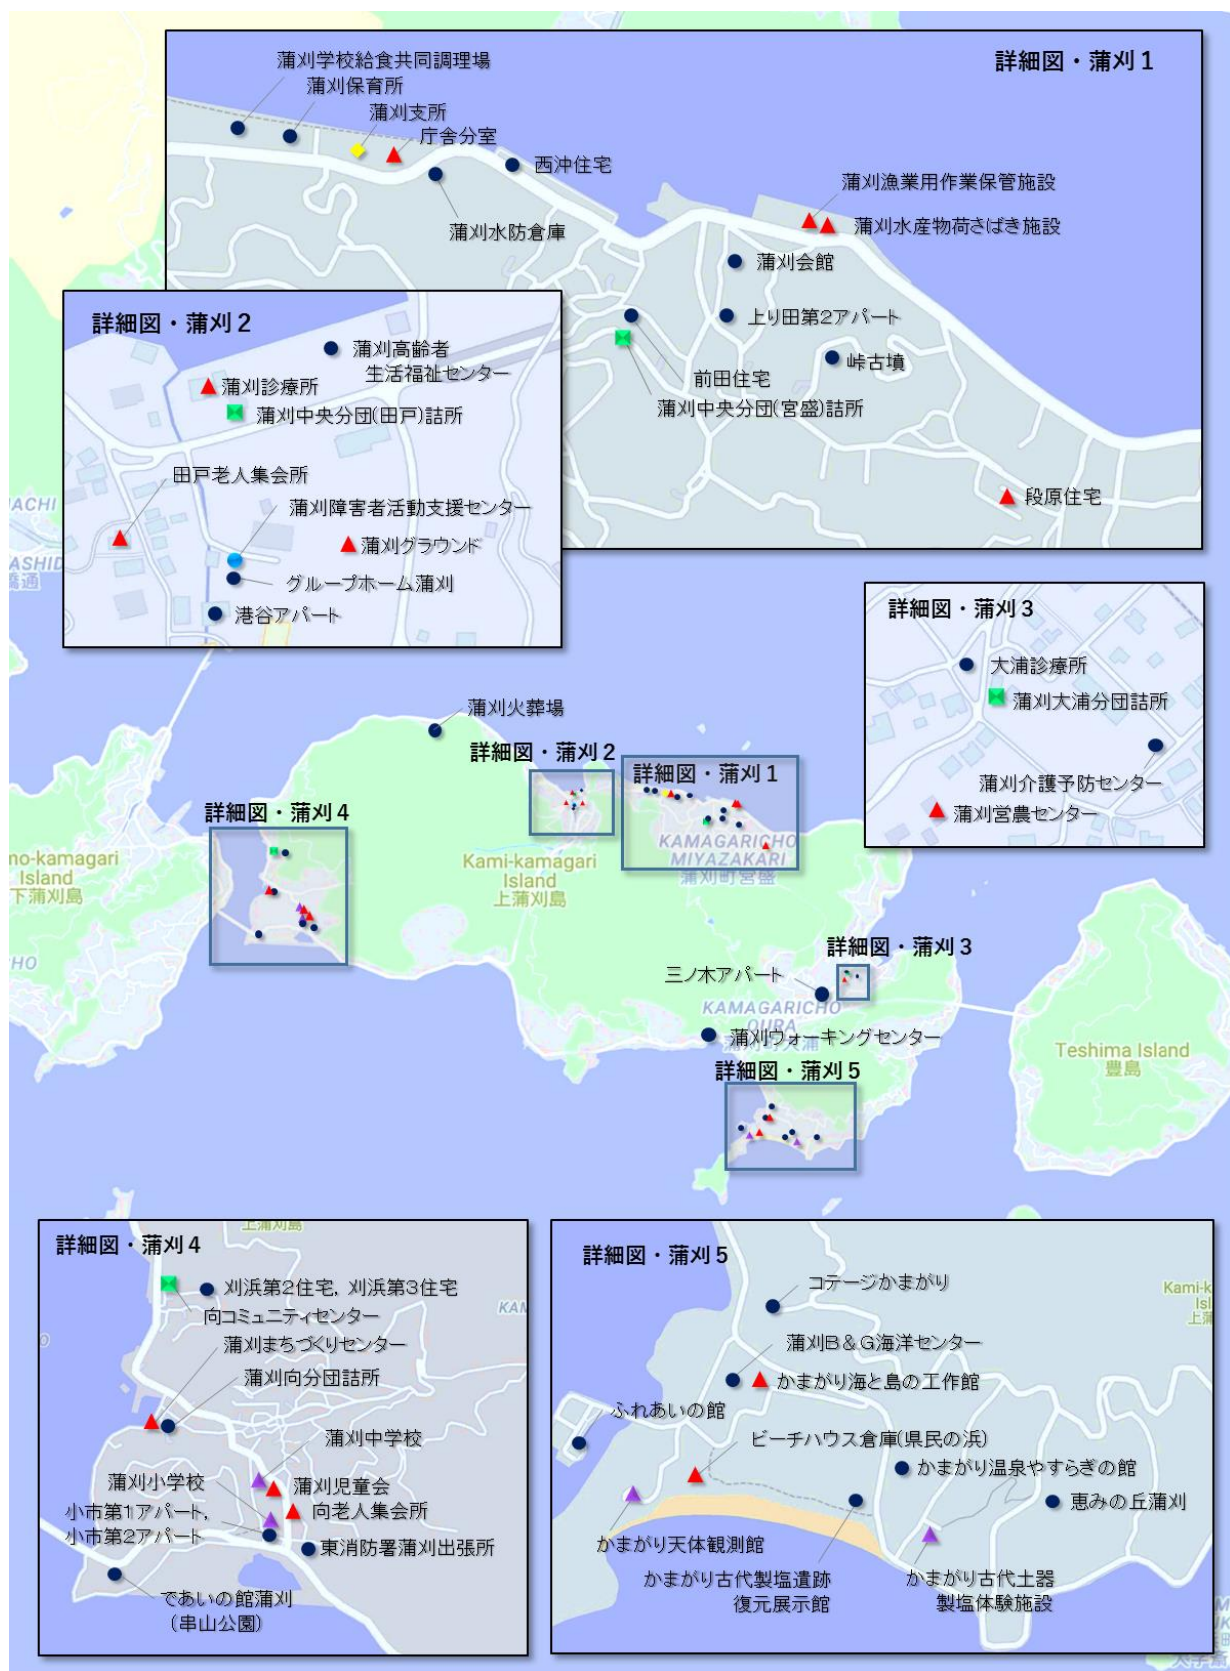 詳細図・蒲刈1
蒲刈学校給食共同調理場
蒲刈保育所
蒲刈支所
庁舎分室
西沖住宅
蒲刈水防倉庫
蒲刈漁業用作業保管施設
蒲刈水産物荷さばき施設
蒲刈会館
上り田第2アパート
峠古墳
前田住宅
蒲刈中央分団(宮盛)詰所
段原住宅
詳細図・蒲刈2
蒲刈高齢者
生活福祉センター
蒲刈診療所
蒲刈中央分団(田戸)詰所
田戸老人集会所
蒲刈障害者活動支援センター
蒲刈グラウンド
グループホーム蒲刈
港谷アパート
詳細図・蒲刈3
大浦診療所
蒲刈大浦分団詰所
蒲刈介護予防センター
蒲刈営農センター
蒲刈火葬場
詳細図・蒲刈2
詳細図・蒲刈1
詳細図・蒲刈4
KAMAGARICHO
MIYAZAKARI
蒲刈町宮盛
Kami-kamagari
Island
上蒲刈島
mo-kamagari
Island
下蒲刈島
詳細図・蒲刈3
三ノ木アパート
KAMAGARICHO
OURA
蒲刈町大浦
蒲刈ウォーキングセンター
Teshima Island
豊島
詳細図・蒲刈5
詳細図・蒲刈4
上蒲刈島
刈浜第2住宅, 刈浜第3住宅
向コミュニティセンター
蒲刈まちづくりセンター
蒲刈向分団詰所
蒲刈中学校
蒲刈小学校
蒲刈児童会
小市第1アパート,
小市第2アパート
向老人集会所
東消防署蒲刈出張所
であいの館蒲刈
(串山公園)
詳細図・蒲刈5
コテージかまがり
蒲刈B&G海洋センター
かまがり海と島の工作館
ふれあいの館
ビーチハウス倉庫(県民の浜)
かまがり温泉やすらぎの館
恵みの丘蒲刈
かまがり天体観測館
かまがり古代製塩遺跡
復元展示館
かまがり古代土器
製塩体験施設